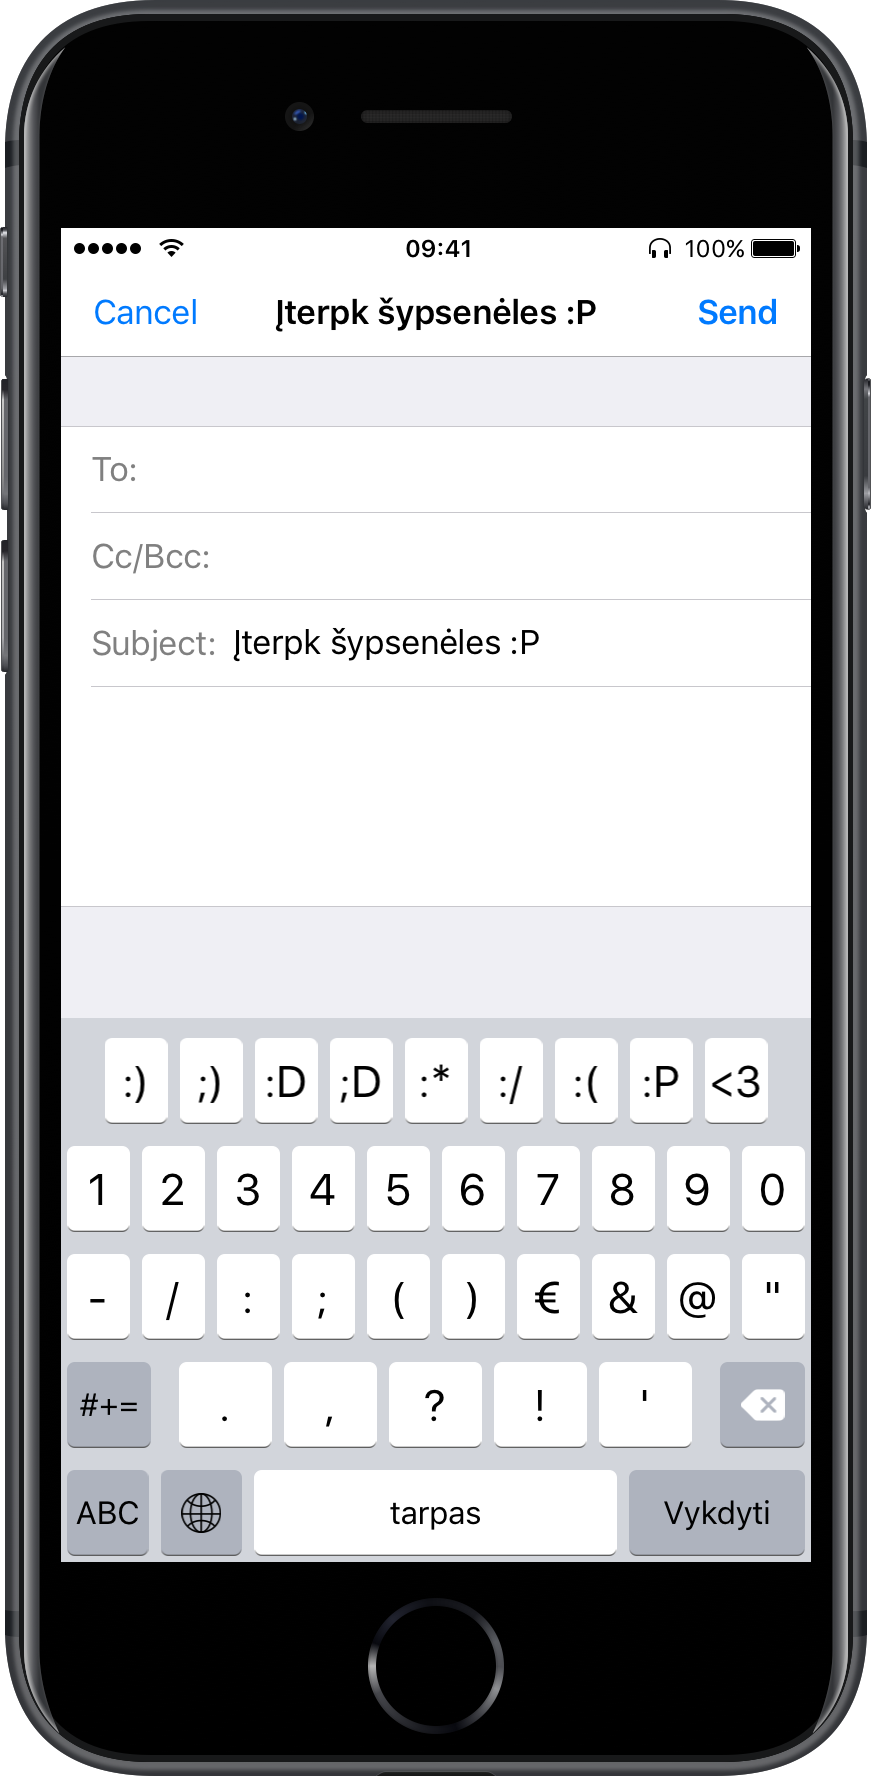 09:41 100%
Cancel Įterpk šypsenėles :P Send
To:
Cc/Bcc:
Subject: Įterpk šypsenėles :P
:) ;) :D ;D :* :/ :( :P <3
1 2 3 4 5 6 7 8 9 0
- / : ; ( ) € & @ "
#+= . , ? ! '
ABC tarpas Vykdyti